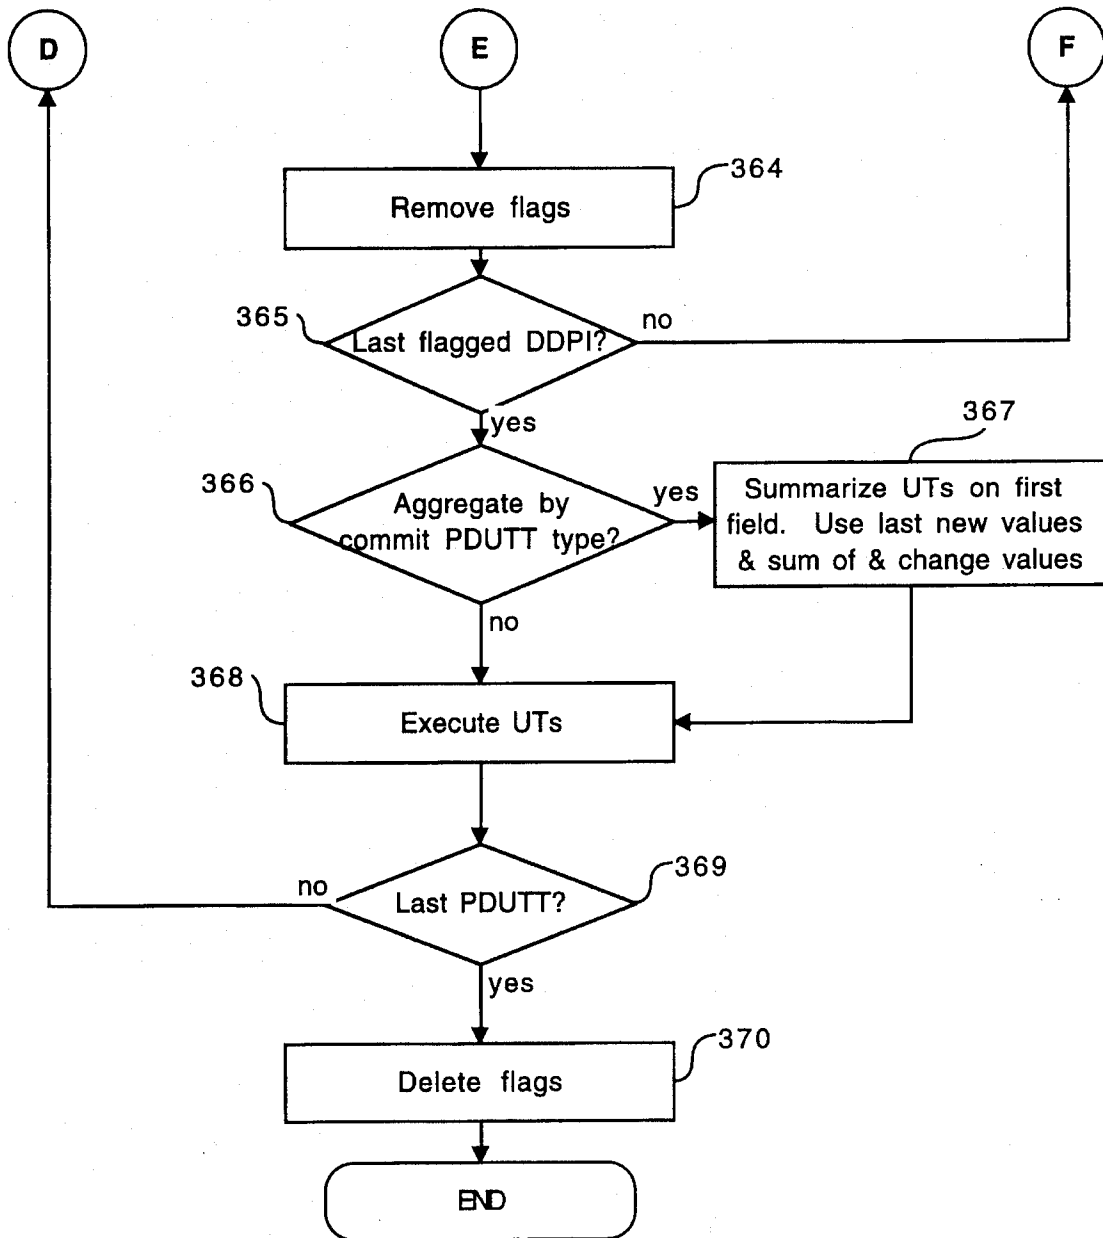 D
E
F
364
Remove flags
365
Last flagged DDPI?
no
yes
367
366
Aggregate by
commit PDUTT type?
yes
Summarize UTs on first
field. Use last new values
& sum of & change values
no
368
Execute UTs
369
no
Last PDUTT?
yes
370
Delete flags
END